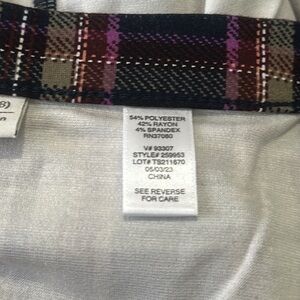 54% POLYESTER
42% RAYON
4% SPANDEX
RN37080
V# 93307
STYLE# 259953
LOT# TS211670
05/03/23
CHINA
SEE REVERSE
FOR CARE